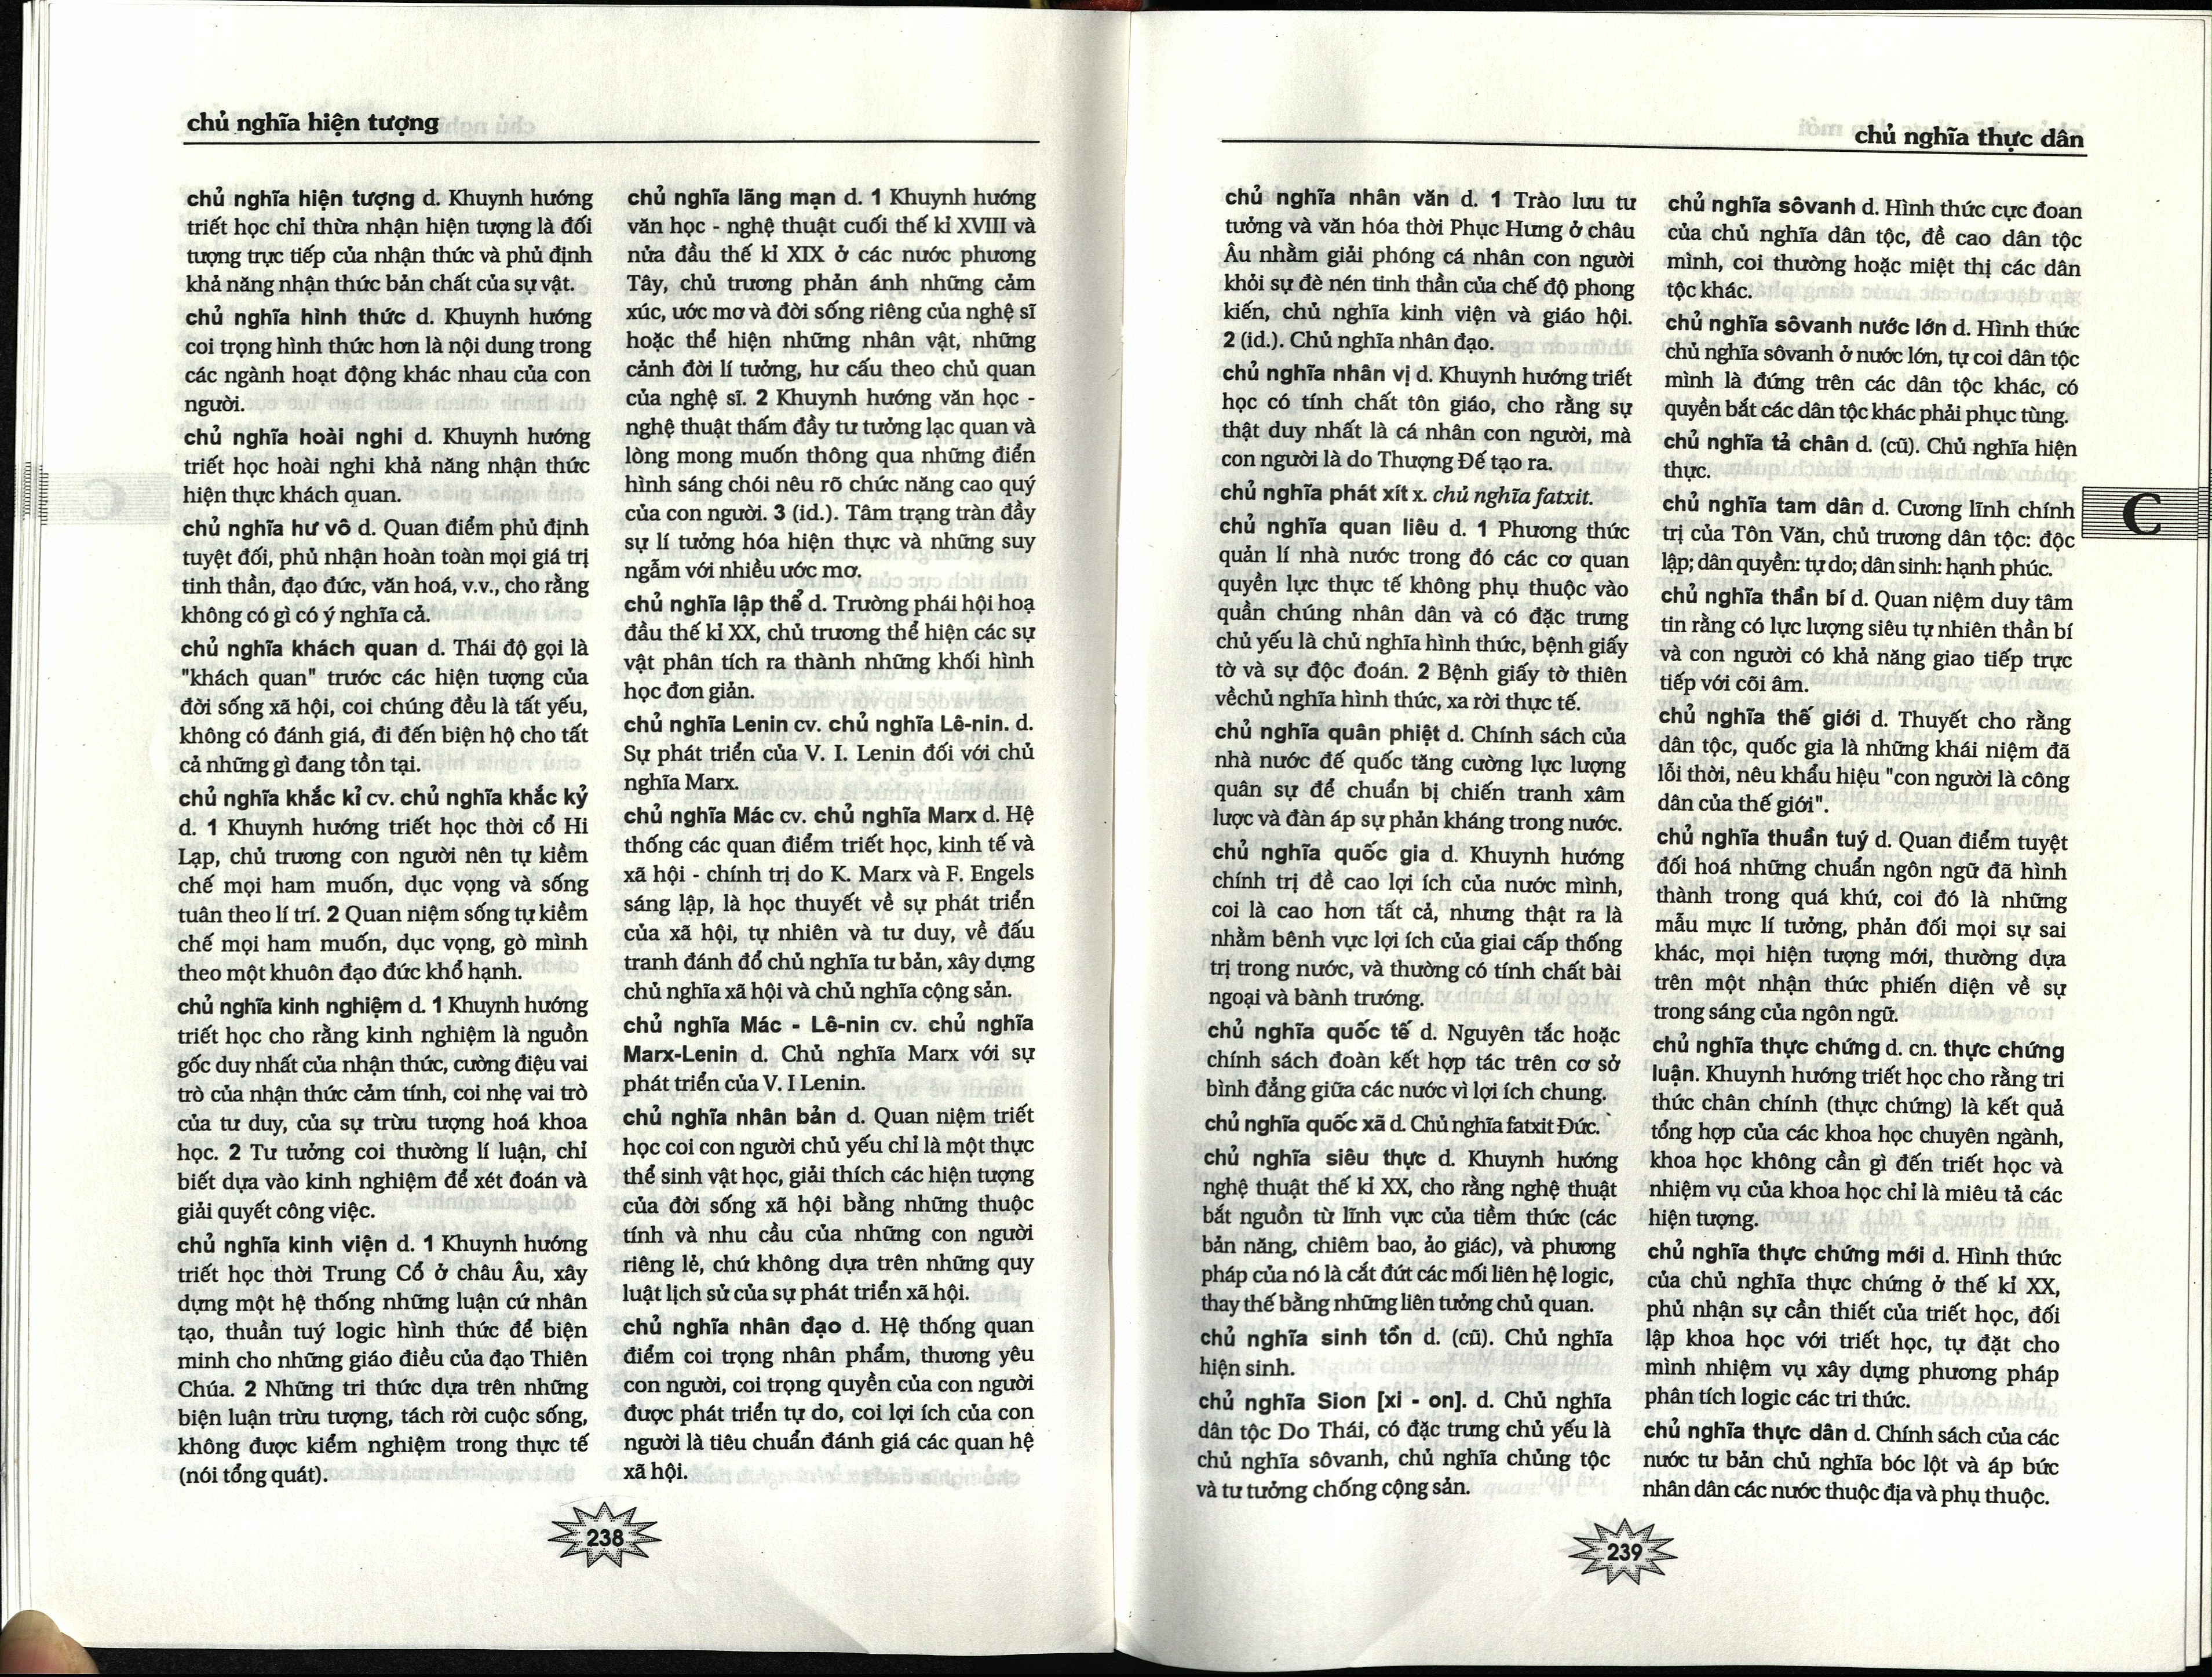 chủ nghĩa hiện tượng
chủ nghĩa hiện tượng d. Khuynh hướng
triết học chỉ thừa nhận hiện tượng là đối
tượng trực tiếp của nhận thức và phủ định
khả năng nhận thức bản chất của sự vật.
chủ nghĩa hình thức d. Khuynh hướng
coi trọng hình thức hơn là nội dung trong
các ngành hoạt động khác nhau của con
người.
chủ nghĩa hoài nghi d. Khuynh hướng
triết học hoài nghi khả năng nhận thức
hiện thực khách quan.
chủ nghĩa hư vô d. Quan điểm phủ định
tuyệt đối, phủ nhận hoàn toàn mọi giá trị
tinh thần, đạo đức, văn hoá, v.v., cho rằng
không có gì có ý nghĩa cả.
chủ nghĩa khách quan d. Thái độ gọi là
"khách quan" trước các hiện tượng của
đời sống xã hội, coi chúng đều là tất yếu,
không có đánh giá, đi đến biện hộ cho tất
cả những gì đang tồn tại.
chủ nghĩa khắc kỉ cv. chủ nghĩa khắc kỷ
d. 1 Khuynh hướng triết học thời cổ Hi
Lạp, chủ trương con người nên tự kiềm
chế mọi ham muốn, dục vọng và sống
tuân theo lí trí. 2 Quan niệm sống tự kiềm
chế mọi ham muốn, dục vọng, gò mình
theo một khuôn đạo đức khổ hạnh.
chủ nghĩa kinh nghiệm d. 1 Khuynh hướng
triết học cho rằng kinh nghiệm là nguồn
gốc duy nhất của nhận thức, cường điệu vai
trò của nhận thức cảm tính, coi nhẹ vai trò
của tư duy, của sự trừu tượng hoá khoa
học. 2 Tư tưởng coi thường lí luận, chỉ
biết dựa vào kinh nghiệm để xét đoán và
giải quyết công việc.
chủ nghĩa kinh viện d. 1 Khuynh hướng
triết học thời Trung Cổ ở châu Âu, xây
dựng một hệ thống những luận cứ nhân
tạo, thuần tuý logic hình thức để biện
minh cho những giáo điều của đạo Thiên
Chúa. 2 Những tri thức dựa trên những
biện luận trừu tượng, tách rời cuộc sống,
không được kiểm nghiệm trong thực tế
(nói tổng quát).
chủ nghĩa lãng mạn d. 1 Khuynh hướng
văn học - nghệ thuật cuối thế kỉ XVIII và
nửa đầu thế kỉ XIX ở các nước phương
Tây, chủ trương phản ánh những cảm
xúc, ước mơ và đời sống riêng của nghệ sĩ
hoặc thể hiện những nhân vật, những
cảnh đời lí tưởng, hư cấu theo chủ quan
của nghệ sĩ. 2 Khuynh hướng văn học -
nghệ thuật thấm đầy tư tưởng lạc quan và
lòng mong muốn thông qua những điển
hình sáng chói nêu rõ chức năng cao quý
của con người. 3 (id.). Tâm trạng tràn đầy
sự lí tưởng hóa hiện thực và những suy
ngẫm với nhiều ước mơ.
chủ nghĩa lập thể d. Trường phái hội hoạ
đầu thế kỉ XX, chủ trương thể hiện các sự
vật phân tích ra thành những khối hình
học đơn giản.
chủ nghĩa Lenin cv. chủ nghĩa Lê-nin. d.
Sự phát triển của V. I. Lenin đối với chủ
nghĩa Marx.
chủ nghĩa Mác cv. chủ nghĩa Marx d. Hệ
thống các quan điểm triết học, kinh tế và
xã hội - chính trị do K. Marx và F. Engels
sáng lập, là học thuyết về sự phát triển
của xã hội, tự nhiên và tư duy, về đấu
tranh đánh đổ chủ nghĩa tư bản, xây dựng
chủ nghĩa xã hội và chủ nghĩa cộng sản.
chủ nghĩa Mác - Lê-nin cv. chủ nghĩa
Marx-Lenin d. Chủ nghĩa Marx với sự
phát triển của V. I Lenin.
chủ nghĩa nhân bản d. Quan niệm triết
học coi con người chủ yếu chỉ là một thực
thể sinh vật học, giải thích các hiện tượng
của đời sống xã hội bằng những thuộc
tính và nhu cầu của những con người
riêng lẻ, chứ không dựa trên những quy
luật lịch sử của sự phát triển xã hội.
chủ nghĩa nhân đạo d. Hệ thống quan
điểm coi trọng nhân phẩm, thương yêu
con người, coi trọng quyền của con người
được phát triển tự do, coi lợi ích của con
người là tiêu chuẩn đánh giá các quan hệ
xã hội.
238
chủ nghĩa thực dân
chủ nghĩa nhân văn d. 1 Trào lưu tư
tưởng và văn hóa thời Phục Hưng ở châu
Âu nhằm giải phóng cá nhân con người
khỏi sự đè nén tinh thần của chế độ phong
kiến, chủ nghĩa kinh viện và giáo hội.
2 (id.). Chủ nghĩa nhân đạo.
chủ nghĩa nhân vị d. Khuynh hướng triết
học có tính chất tôn giáo, cho rằng sự
thật duy nhất là cá nhân con người, mà
con người là do Thượng Đế tạo ra.
chủ nghĩa phát xít x. chủ nghĩa fatxit.
chủ nghĩa quan liêu d. 1 Phương thức
quản lí nhà nước trong đó các cơ quan
quyền lực thực tế không phụ thuộc vào
quần chúng nhân dân và có đặc trưng
chủ yếu là chủ nghĩa hình thức, bệnh giấy
tờ và sự độc đoán. 2 Bệnh giấy tờ thiên
vềchủ nghĩa hình thức, xa rời thực tế.
chủ nghĩa quân phiệt d. Chính sách của
nhà nước đế quốc tăng cường lực lượng
quân sự để chuẩn bị chiến tranh xâm
lược và đàn áp sự phản kháng trong nước.
chủ nghĩa quốc gia d. Khuynh hướng
chính trị đề cao lợi ích của nước mình,
coi là cao hơn tất cả, nhưng thật ra là
nhằm bênh vực lợi ích của giai cấp thống
trị trong nước, và thường có tính chất bài
ngoại và bành trướng.
chủ nghĩa quốc tế d. Nguyên tắc hoặc
chính sách đoàn kết hợp tác trên cơ sở
bình đẳng giữa các nước vì lợi ích chung.
chủ nghĩa quốc xã d. Chủ nghĩa fatxit Đức.
chủ nghĩa siêu thực d. Khuynh hướng
nghệ thuật thế kỉ XX, cho rằng nghệ thuật
bắt nguồn từ lĩnh vực của tiềm thức (các
bản năng, chiêm bao, ảo giác), và phương
pháp của nó là cắt đứt các mối liên hệ logic,
thay thế bằng những liên tưởng chủ quan.
chủ nghĩa sinh tồn d. (cũ). Chủ nghĩa
hiện sinh.
chủ nghĩa Sion [xi - on]. d. Chủ nghĩa
dân tộc Do Thái, có đặc trưng chủ yếu là
chủ nghĩa sôvanh, chủ nghĩa chủng tộc
và tư tưởng chống cộng sản.
chủ nghĩa sôvanh d. Hình thức cực đoan
của chủ nghĩa dân tộc, đề cao dân tộc
mình, coi thường hoặc miệt thị các dân
tộc khác.
chủ nghĩa sôvanh nước lớn d. Hình thức
chủ nghĩa sôvanh ở nước lớn, tự coi dân tộc
mình là đứng trên các dân tộc khác, có
quyền bắt các dân tộc khác phải phục tùng.
chủ nghĩa tả chân d. (cũ). Chủ nghĩa hiện
thực.
chủ nghĩa tam dân d. Cương lĩnh chính
trị của Tôn Văn, chủ trương dân tộc: độc
lập; dân quyền: tự do; dân sinh: hạnh phúc.
chủ nghĩa thần bí d. Quan niệm duy tâm
tin rằng có lực lượng siêu tự nhiên thần bí
và con người có khả năng giao tiếp trực
tiếp với cõi âm.
chủ nghĩa thế giới d. Thuyết cho rằng
dân tộc, quốc gia là những khái niệm đã
lỗi thời, nêu khẩu hiệu "con người là công
dân của thế giới".
chủ nghĩa thuần tuý d. Quan điểm tuyệt
đối hoá những chuẩn ngôn ngữ đã hình
thành trong quá khứ, coi đó là những
mẫu mực lí tưởng, phản đối mọi sự sai
khác, mọi hiện tượng mới, thường dựa
trên một nhận thức phiến diện về sự
trong sáng của ngôn ngữ.
chủ nghĩa thực chứng d. cn. thực chứng
luận. Khuynh hướng triết học cho rằng tri
thức chân chính (thực chứng) là kết quả
tổng hợp của các khoa học chuyên ngành,
khoa học không cần gì đến triết học và
nhiệm vụ của khoa học chỉ là miêu tả các
hiện tượng.
chủ nghĩa thực chứng mới d. Hình thức
của chủ nghĩa thực chứng ở thế kỉ XX,
phủ nhận sự cần thiết của triết học, đối
lập khoa học với triết học, tự đặt cho
mình nhiệm vụ xây dựng phương pháp
phân tích logic các tri thức.
chủ nghĩa thực dân d. Chính sách của các
nước tư bản chủ nghĩa bóc lột và áp bức
nhân dân các nước thuộc địa và phụ thuộc.
C
239